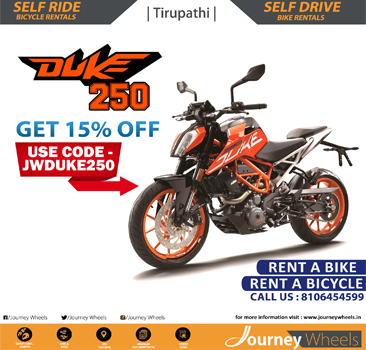 SELF RIDE
BICYCLE RENTALS
| Tirupathi |
SELF DRIVE
BIKE RENTALS
DUKE
250
GET 15% OFF
USE CODE -
JWDUKE250
DUKE
RENT A BIKE
RENT A BICYCLE
CALL US : 8106454599
/Journey Wheels
/Journey Wheels
/Journey Wheels
for more information visit : www.journeywheels.in
Journey Wheels